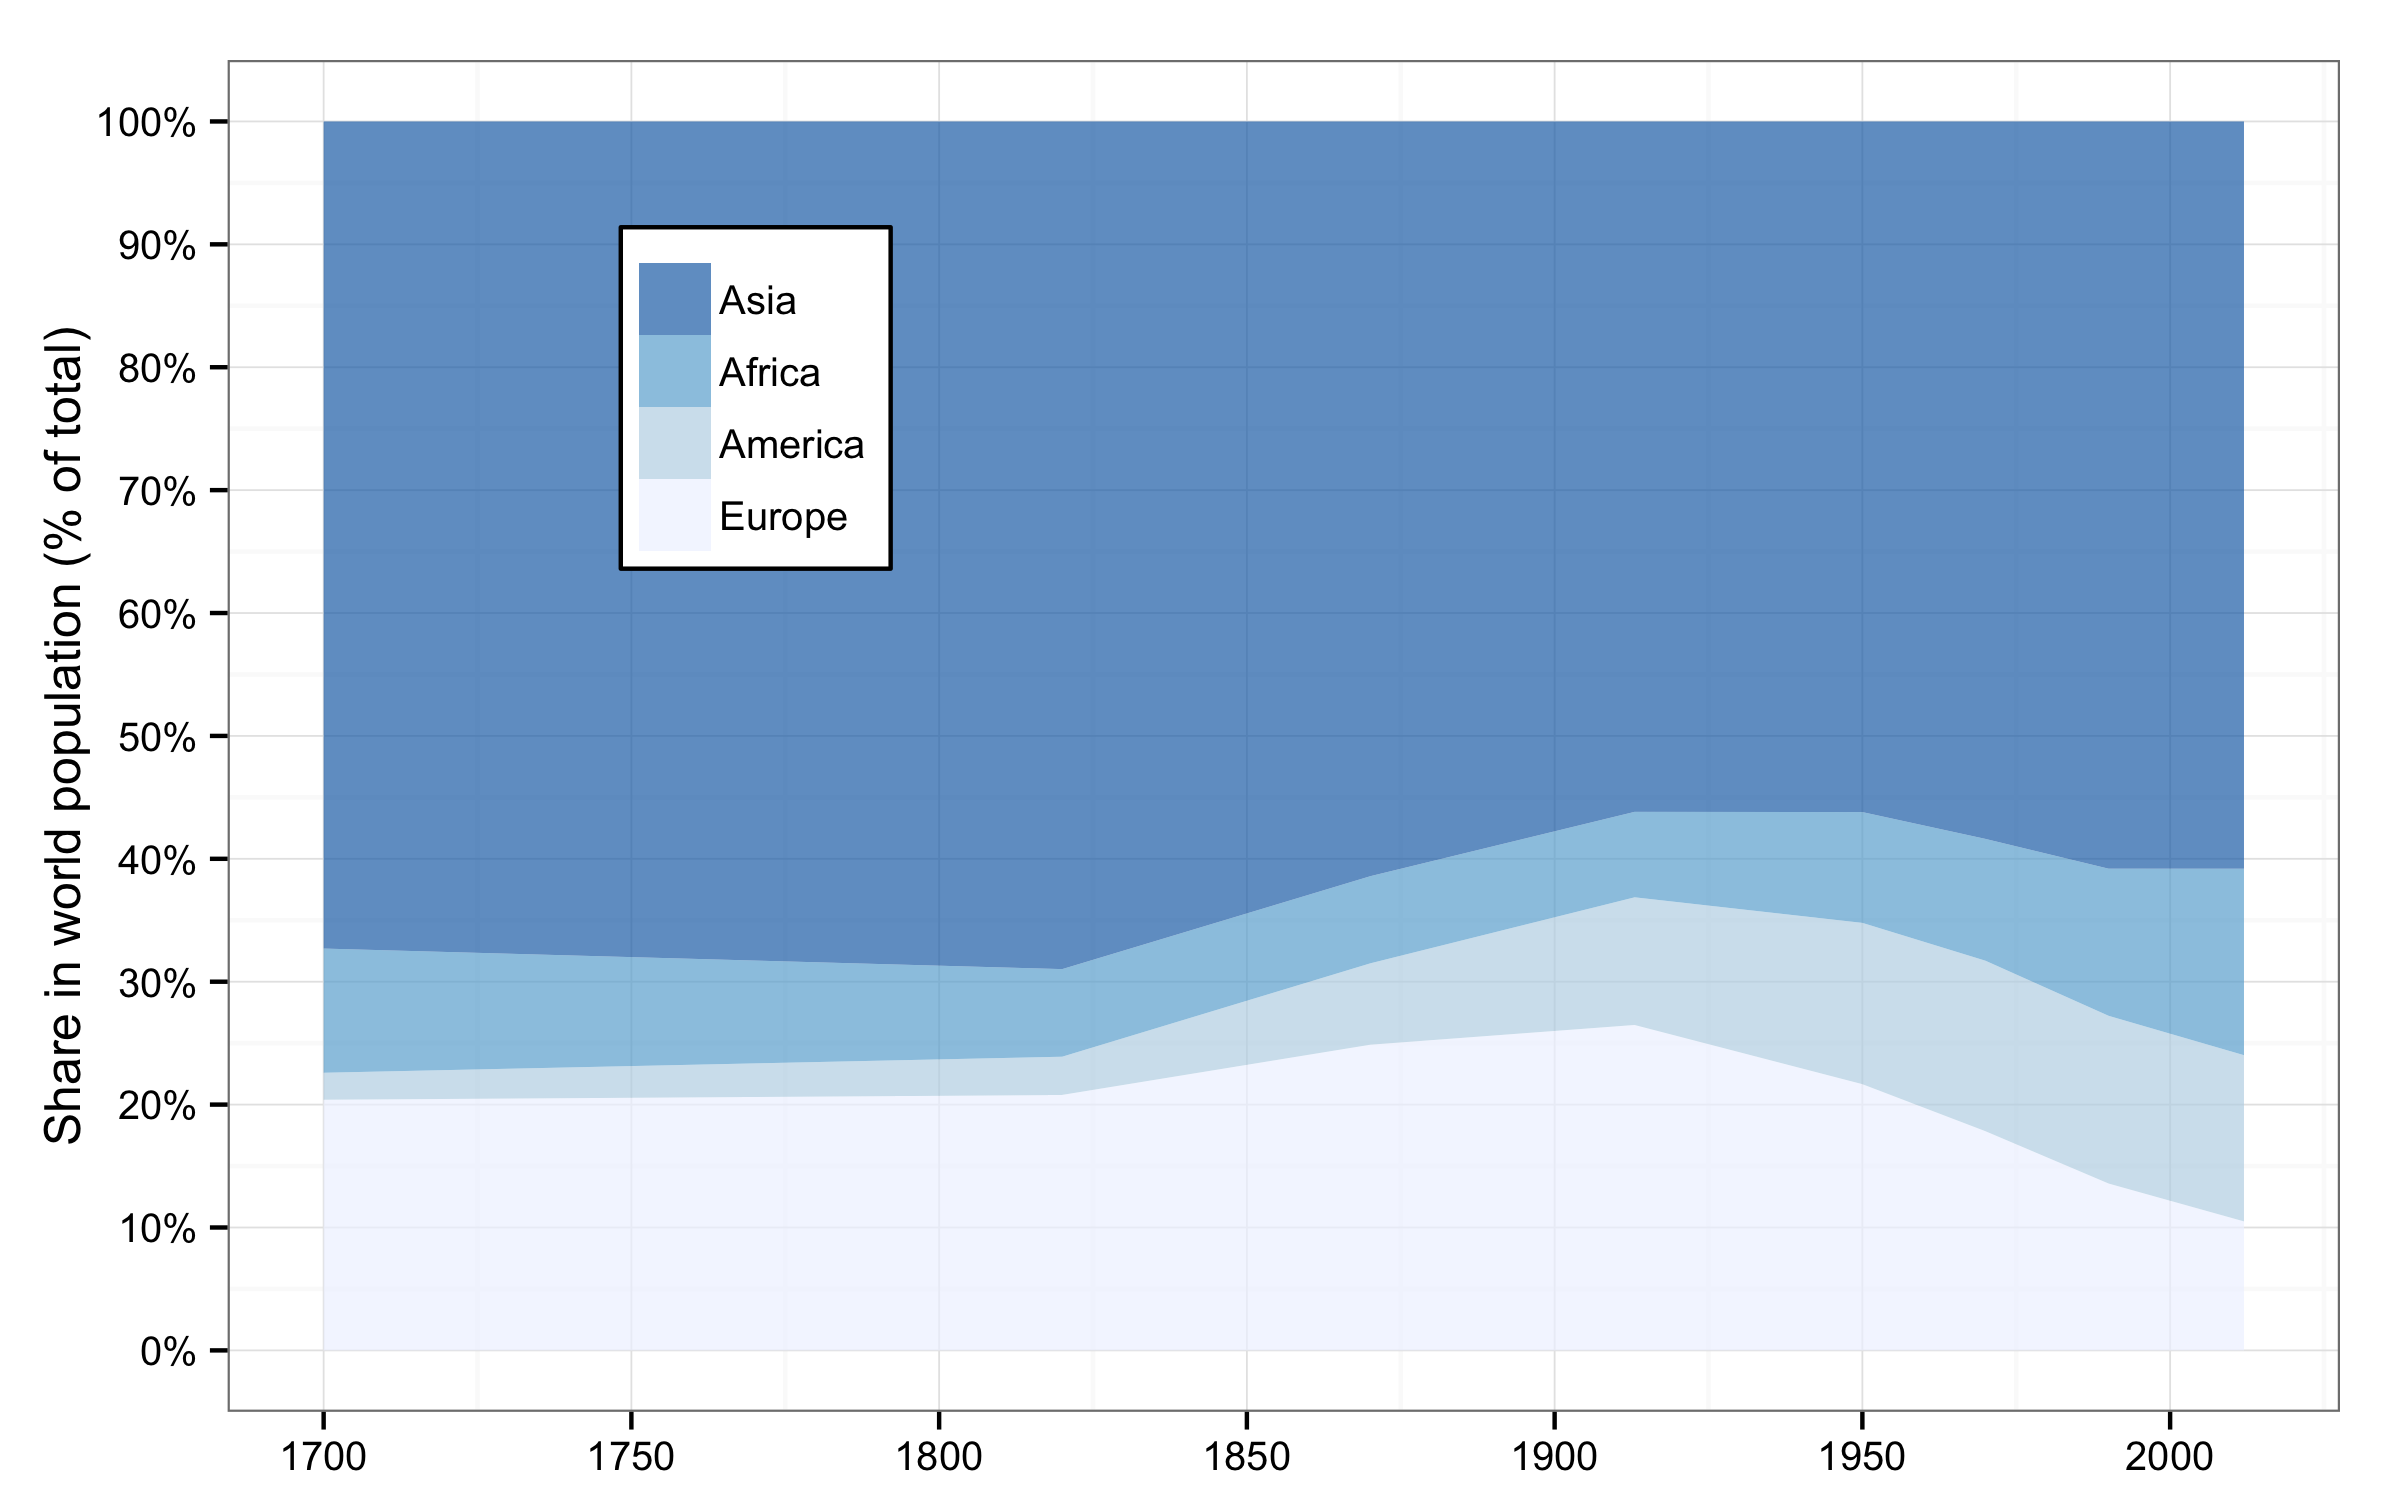 Share in world population (% of total)
100%
90%
80%
70%
60%
50%
40%
30%
20%
10%
0%
Asia
Africa
America
Europe
1700 1750 1800 1850 1900 1950 2000